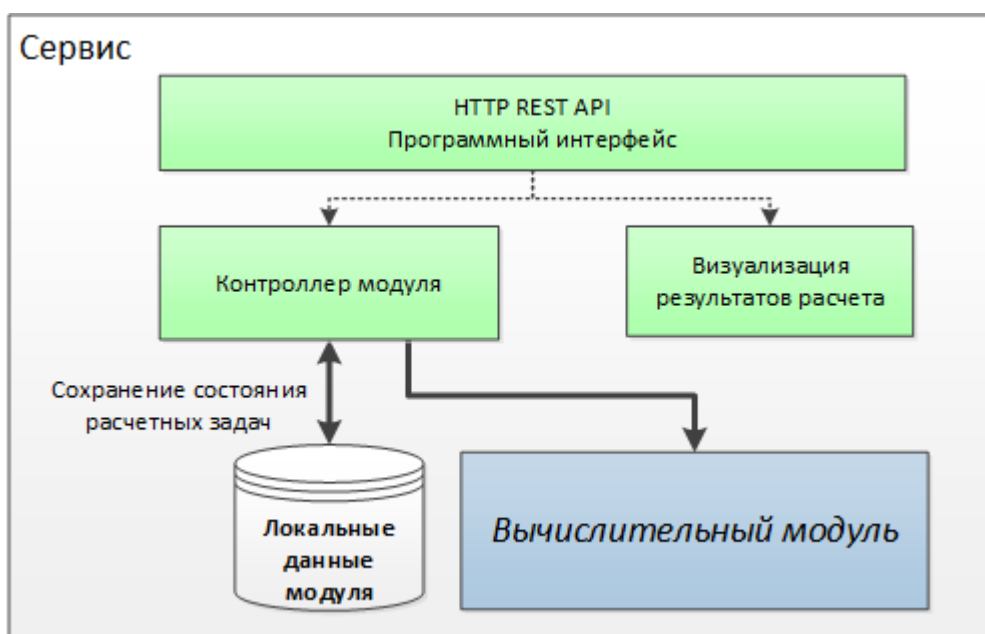 Сервис
HTTP REST API
Программный интерфейс
Контроллер модуля
Визуализация
результатов расчета
Сохранение состояния
расчетных задач
Локальные
данные
модуля
Вычислительный модуль